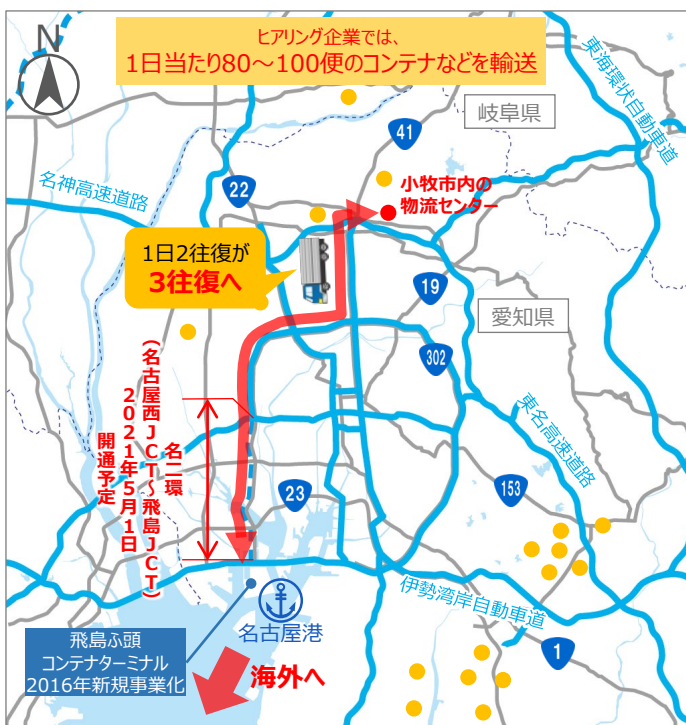 N
ヒアリング企業では、
1日当たり80～100便のコンテナなどを輸送
東海環状自動車道
岐阜県
41
名神高速道路
22
小牧市内の
物流センター
1日2往復が
3往復へ
19
愛知県
302
名二環
(名古屋西JCT～飛島JCT)
2021年5月1日
開通予定
東名高速道路
23
153
伊勢湾岸自動車道
名古屋港
飛島ふ頭
コンテナターミナル
2016年新規事業化
海外へ
1